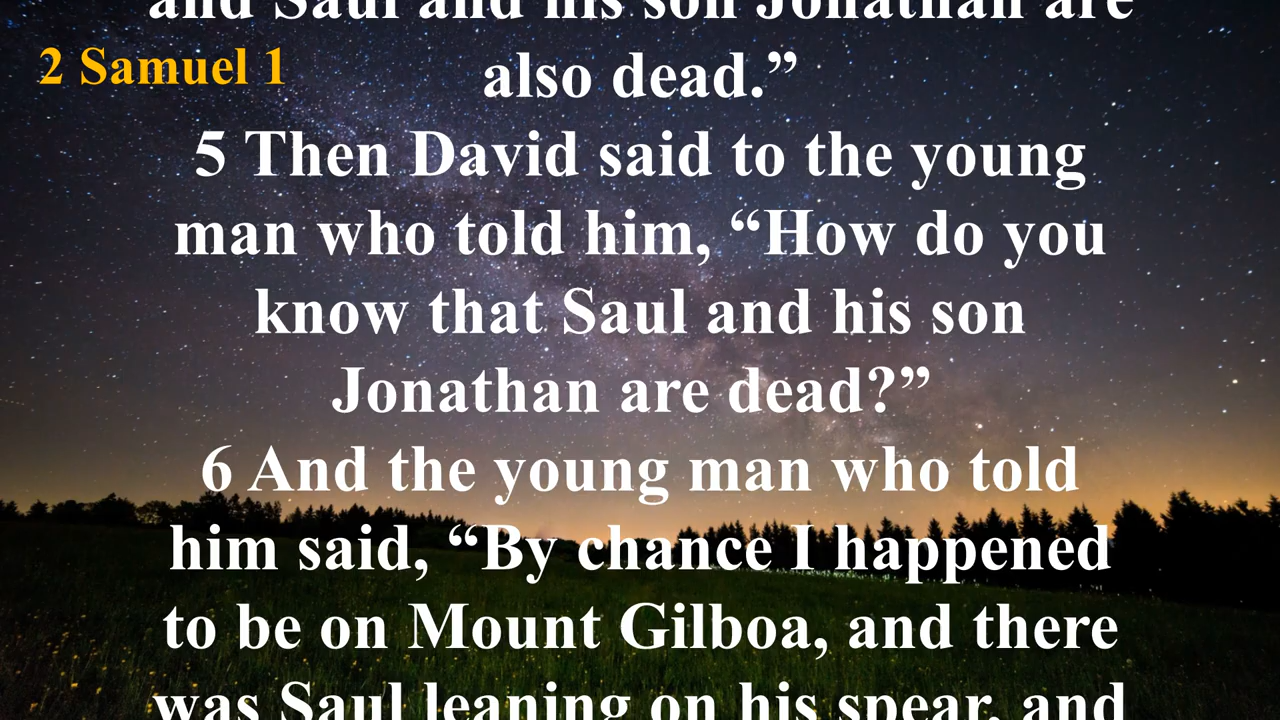 and Saul and his son Jonathan are
2 Samuel 1
also dead.”
5 Then David said to the young
man who told him, “How do you
know that Saul and his son
Jonathan are dead?”
6 And the young man who told
him said, “By chance I happened
to be on Mount Gilboa, and there
was Saul leaning on his spear, and